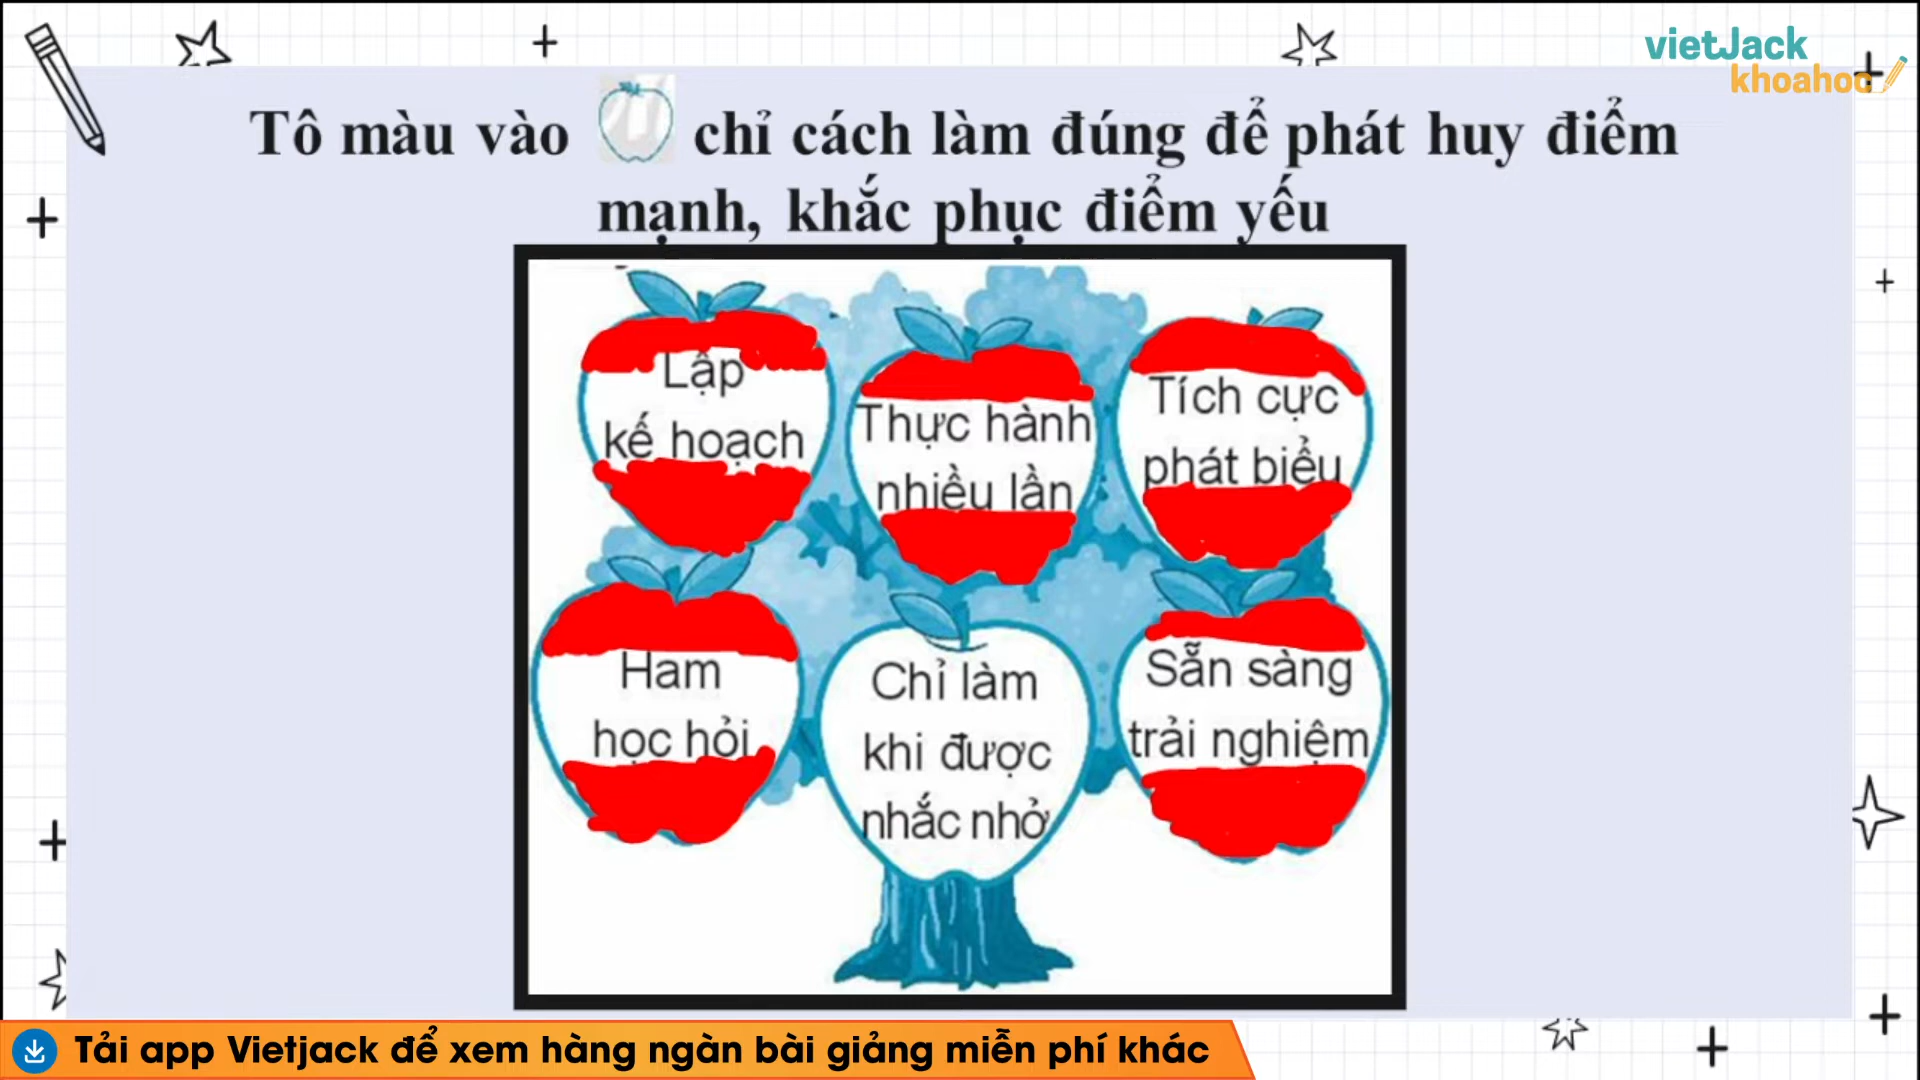 vietJack
khoahoc
Tô màu vào chỉ cách làm đúng để phát huy điểm
mạnh, khắc phục điểm yếu
Lập
kế hoạch
Thực hành
nhiều lần
Tích cực
phát biểu
Ham
học hỏi
Chỉ làm
khi được
nhắc nhở
Sẵn sàng
trải nghiệm
Tải app Vietjack để xem hàng ngàn bài giảng miễn phí khác